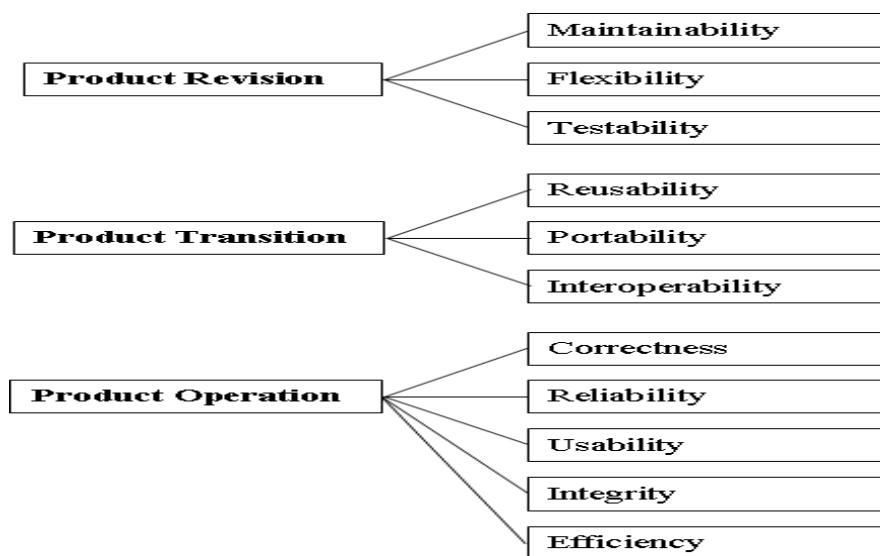 Product Revision
Maintainability
Flexibility
Testability
Product Transition
Reusability
Portability
Interoperability
Product Operation
Correctness
Reliability
Usability
Integrity
Efficiency